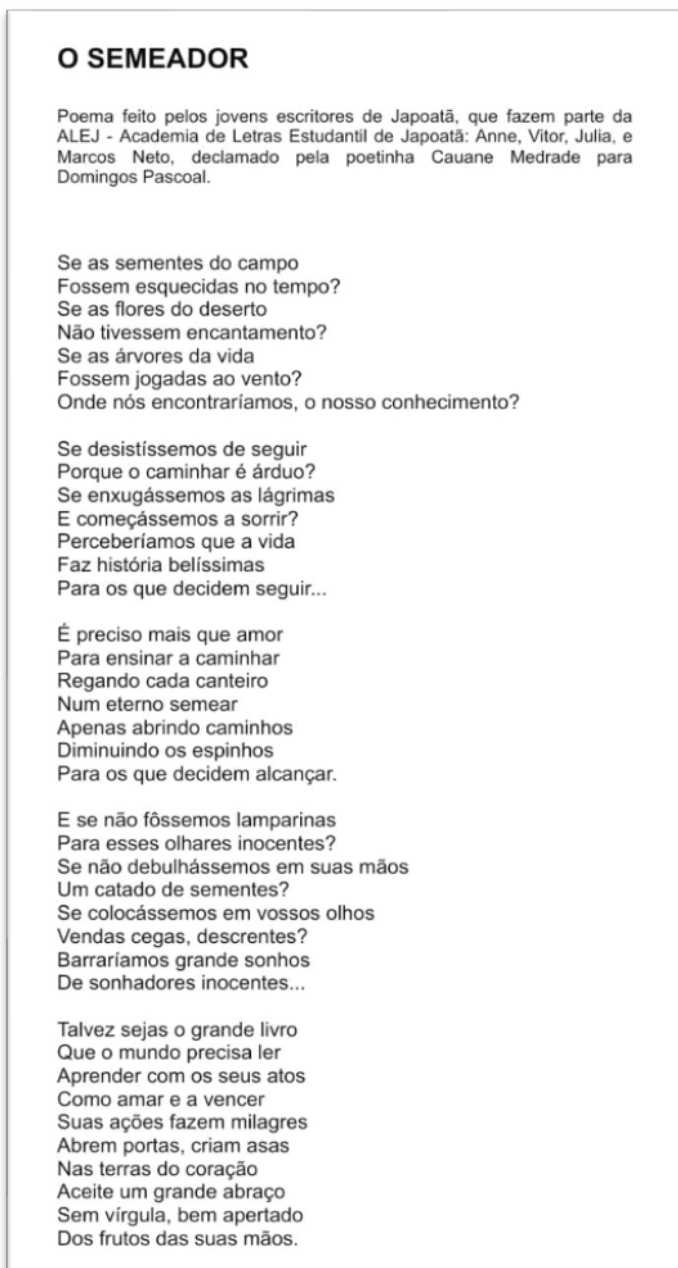 O SEMEADOR
Poema feito pelos jovens escritores de Japoatã, que fazem parte da
ALEJ - Academia de Letras Estudantil de Japoatã: Anne, Vitor, Julia, e
Marcos Neto, declamado pela poetinha Cauane Medrade para
Domingos Pascoal.
Se as sementes do campo
Fossem esquecidas no tempo?
Se as flores do deserto
Não tivessem encantamento?
Se as árvores da vida
Fossem jogadas ao vento?
Onde nós encontraríamos, o nosso conhecimento?
Se desistíssemos de seguir
Porque o caminhar é árduo?
Se enxugássemos as lágrimas
E começássemos a sorrir?
Perceberíamos que a vida
Faz história belíssimas
Para os que decidem seguir...
É preciso mais que amor
Para ensinar a caminhar
Regando cada canteiro
Num eterno semear
Apenas abrindo caminhos
Diminuindo os espinhos
Para os que decidem alcançar.
E se não fôssemos lamparinas
Para esses olhares inocentes?
Se não debulhássemos em suas mãos
Um catado de sementes?
Se colocássemos em vossos olhos
Vendas cegas, descrentes?
Barraríamos grande sonhos
De sonhadores inocentes...
Talvez sejas o grande livro
Que o mundo precisa ler
Aprender com os seus atos
Como amar e a vencer
Suas ações fazem milagres
Abrem portas, criam asas
Nas terras do coração
Aceite um grande abraço
Sem vírgula, bem apertado
Dos frutos das suas mãos.